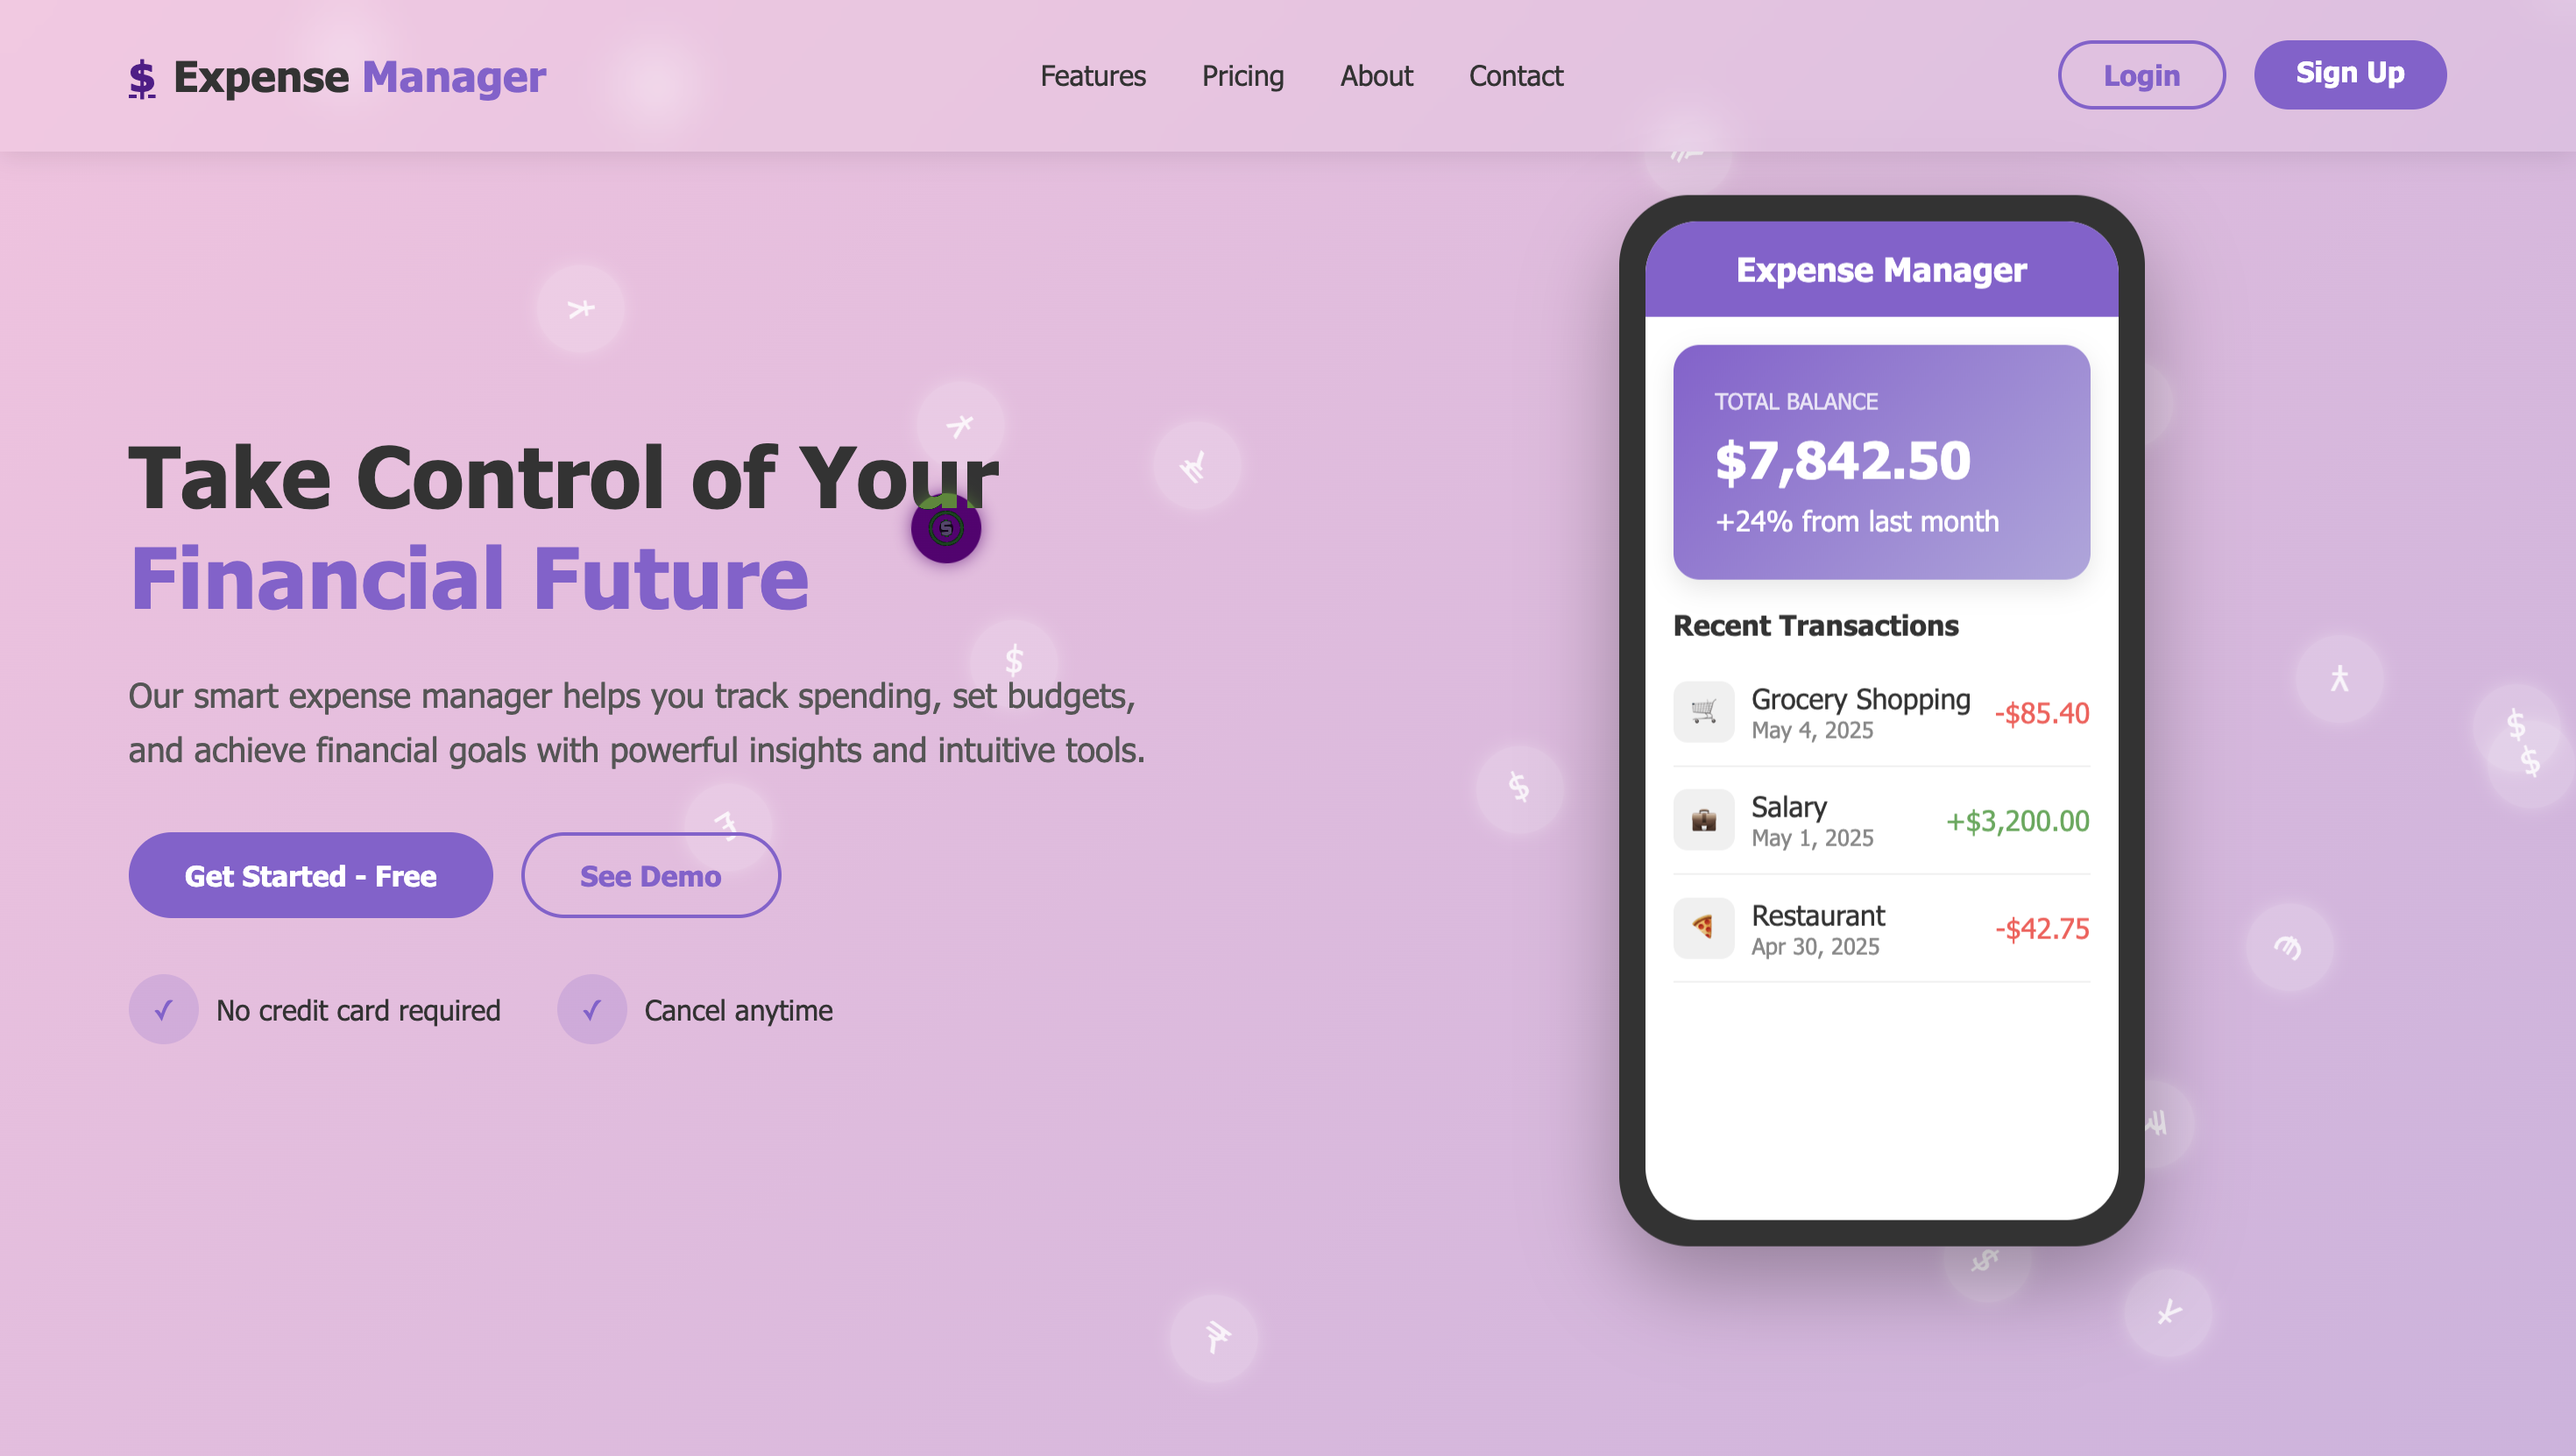 $ Expense Manager
Features Pricing About Contact
Login Sign Up
Take Control of Your
Financial Future
Our smart expense manager helps you track spending, set budgets,
and achieve financial goals with powerful insights and intuitive tools.
Get Started - Free See Demo
✓ No credit card required ✓ Cancel anytime
Expense Manager
TOTAL BALANCE
$7,842.50
+24% from last month
Recent Transactions
Grocery Shopping -$85.40
May 4, 2025
Salary +$3,200.00
May 1, 2025
Restaurant -$42.75
Apr 30, 2025
$
$
$
$
$
$